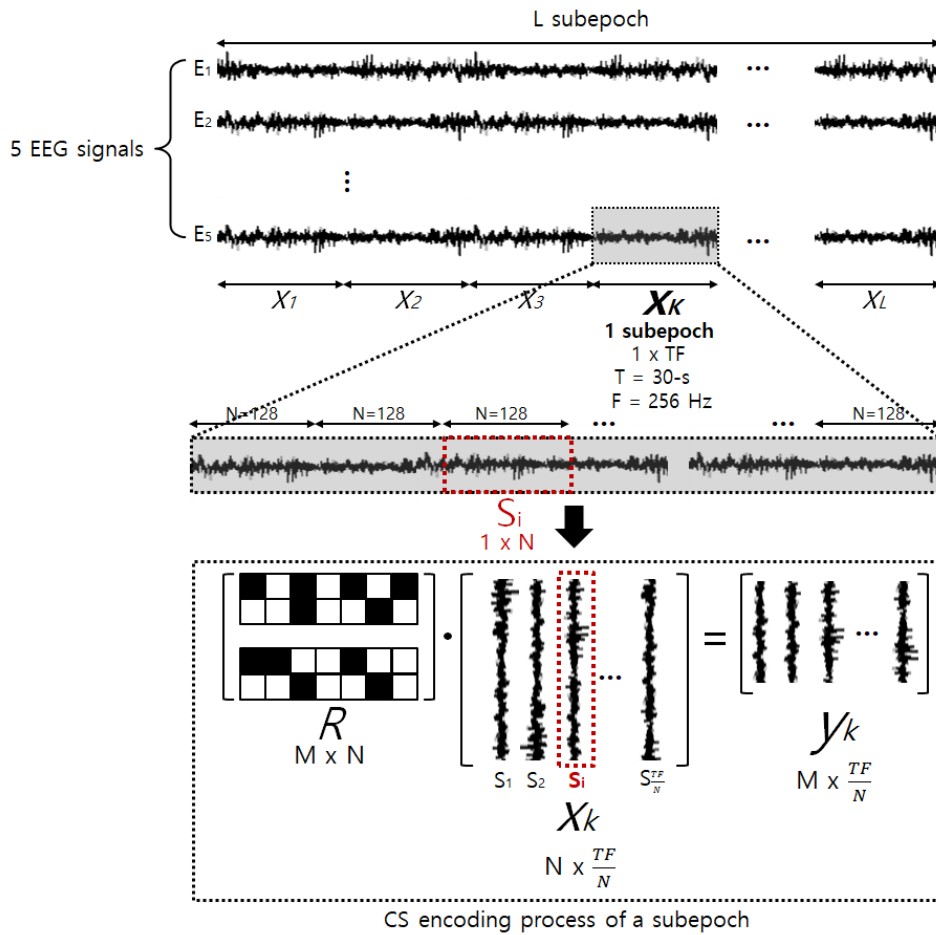 L subepoch
E1
E2
5 EEG signals
⋮
E5
...
X1 X2 X3 XK XL
1 subepoch
1 x TF
T = 30-s
F = 256 Hz
N=128 N=128 N=128 ... ... N=128
Si
1 x N
[ ] · [ ... ] = [ ... ]
R
M x N
S1 S2 Si S TF/N
Xk
N x TF/N
yk
M x TF/N
CS encoding process of a subepoch